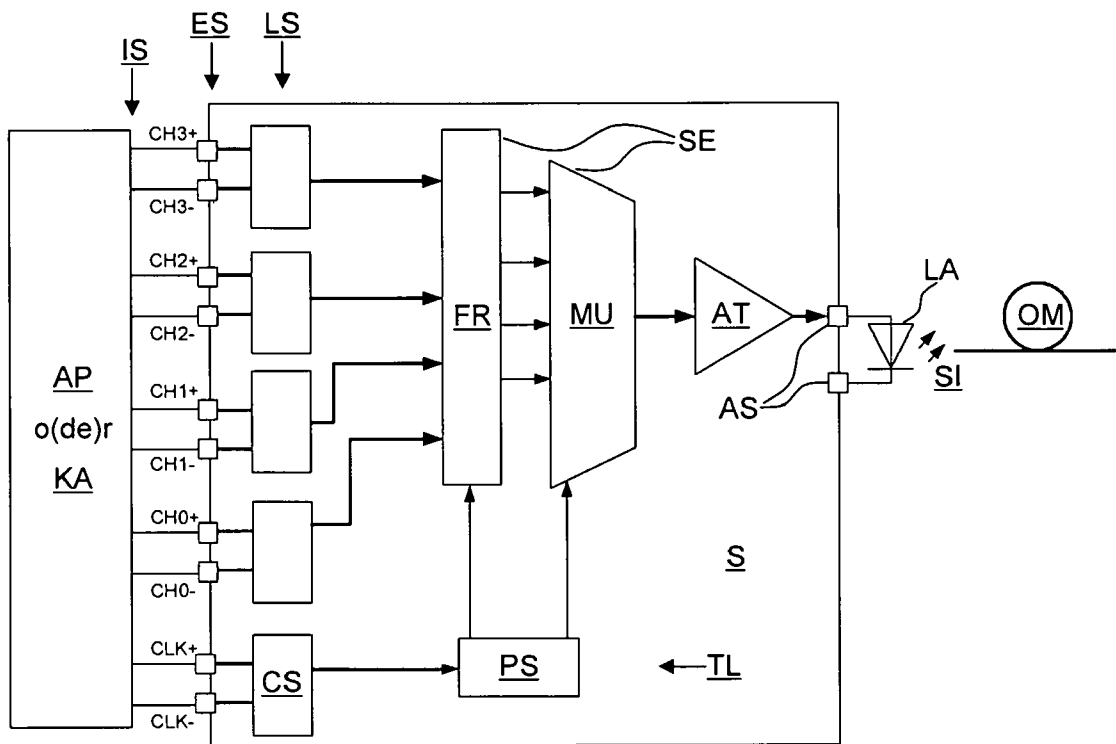 ES
LS
IS
CH3+
SE
CH3-
CH2+
LA
FR
MU
AT
OM
CH2-
SI
AP
o(de)r
KA
CH1+
AS
CH1-
CH0+
S
CH0-
CLK+
CS
PS
TL
CLK-